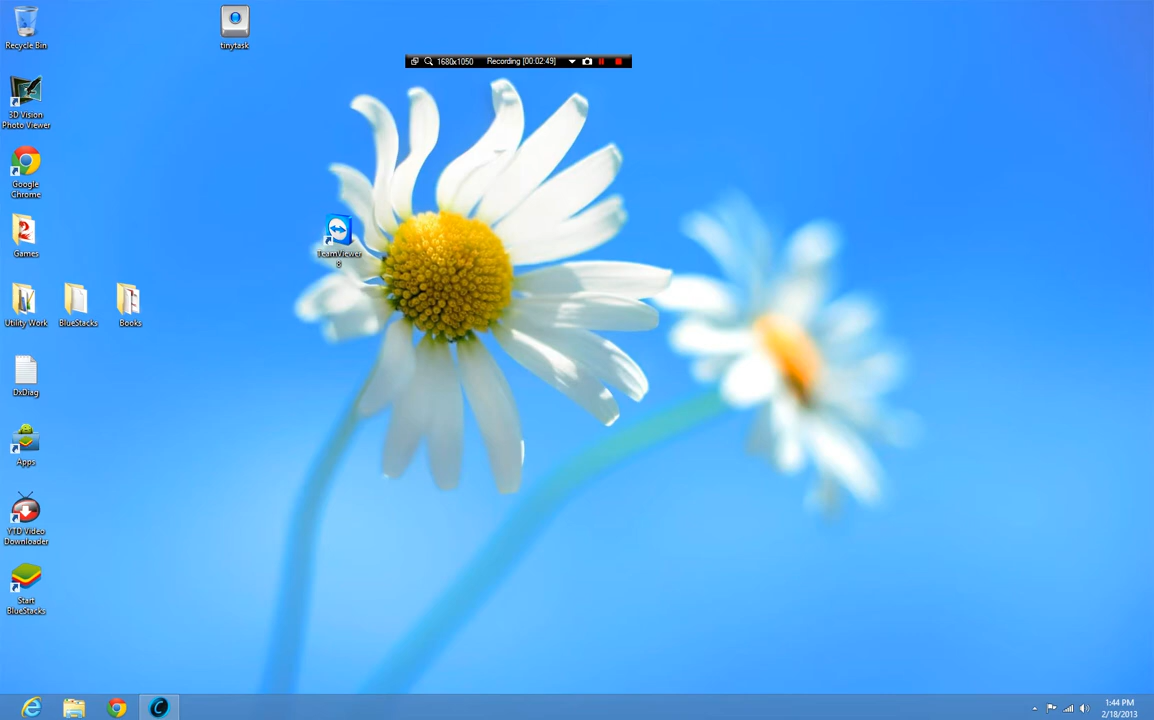 Recycle Bin
tinytask
1680x1050 Recording [00:02:49]
3D Vision
Photo Viewer
Google
Chrome
Games
TeamViewer
8
Utility Work
BlueStacks
Books
DxDiag
Apps
YTD Video
Downloader
Start
BlueStacks
1:44 PM
2/18/2013